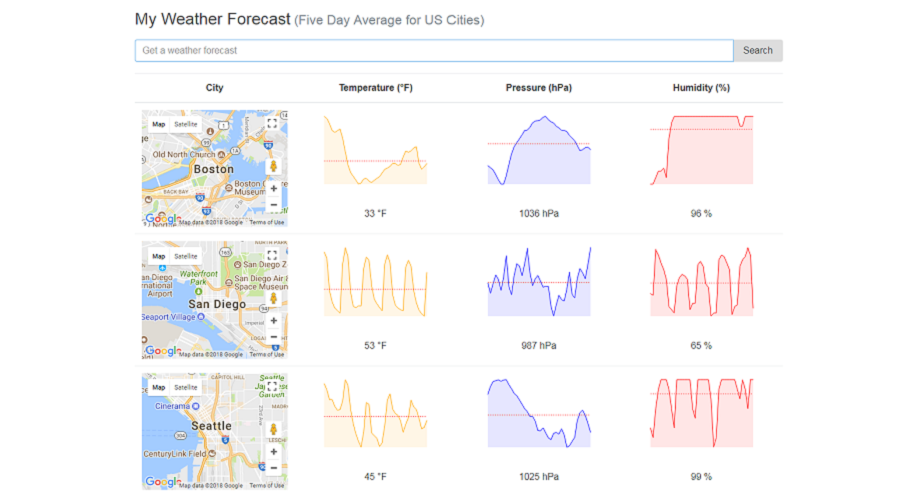 My Weather Forecast (Five Day Average for US Cities)
Get a weather forecast
Search
City
Temperature (°F)
Pressure (hPa)
Humidity (%)
Map Satellite
Old North Church
Boston
BACK BAY
Boston
Museum
Google
Map data ©2018 Google Terms of Use
33 °F
1036 hPa
96 %
Map Satellite
San Diego Z
San Diego Air &
Space Museum
Waterfront
Park
Airport
San Diego
Seaport Village
Imperial
Google
Map data ©2018 Google Terms of Use
53 °F
987 hPa
65 %
CAPITOL HILL
Seattle
Garden
Map Satellite
Cinerama
Seattle
CenturyLink Field
Google
Map data ©2018 Google Terms of Use
45 °F
1025 hPa
99 %